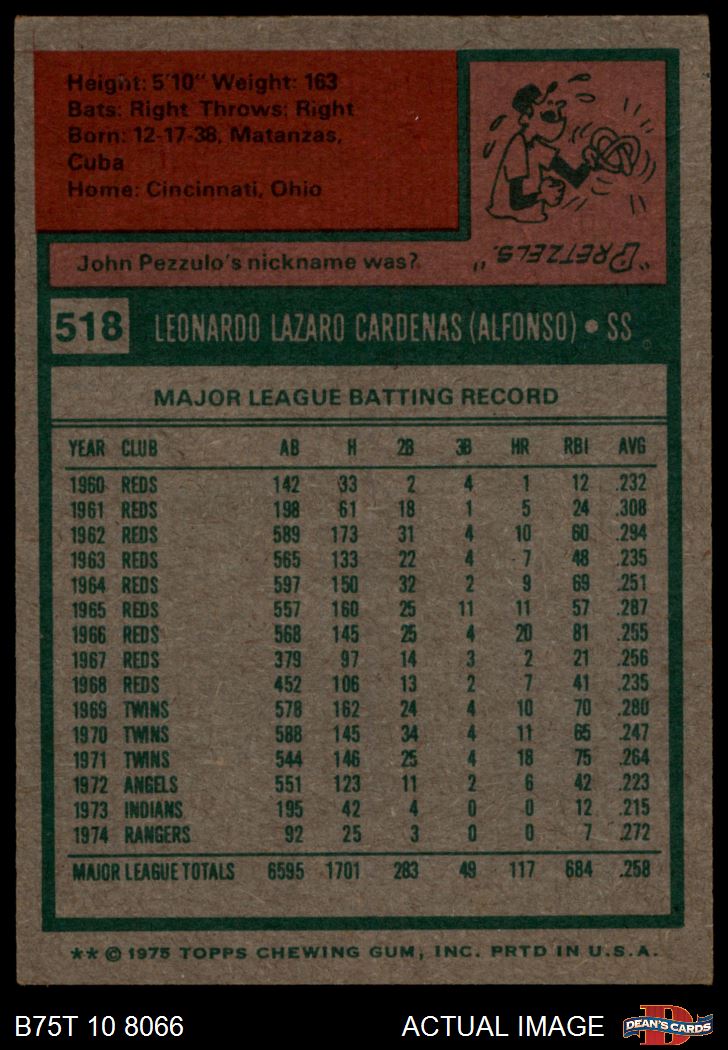 Height: 5'10" Weight: 163
Bats: Right Throws: Right
Born: 12-17-38, Matanzas,
Cuba
Home: Cincinnati, Ohio
"PRETZELS."
John Pezzulo's nickname was?
518 LEONARDO LAZARO CARDENAS (ALFONSO) • SS
MAJOR LEAGUE BATTING RECORD
YEAR CLUB AB H 2B 3B HR RBI AVG
1960 REDS 142 33 2 4 1 12 .232
1961 REDS 198 61 18 1 5 24 .308
1962 REDS 589 173 31 4 10 60 .294
1963 REDS 565 133 22 4 7 48 .235
1964 REDS 597 150 32 2 9 69 .251
1965 REDS 557 160 25 11 11 57 .287
1966 REDS 568 145 25 4 20 81 .255
1967 REDS 379 97 14 3 2 21 .256
1968 REDS 452 106 13 2 7 41 .235
1969 TWINS 578 162 24 4 10 70 .280
1970 TWINS 588 145 34 4 11 65 .247
1971 TWINS 544 146 25 4 18 75 .264
1972 ANGELS 551 123 11 2 6 42 .223
1973 INDIANS 195 42 4 0 0 12 .215
1974 RANGERS 92 25 3 0 0 7 .272
MAJOR LEAGUE TOTALS 6595 1701 283 49 117 684 .258
** © 1975 TOPPS CHEWING GUM, INC. PRTD IN U.S.A.
B75T 10 8066 ACTUAL IMAGE
D
DEAN'S CARDS